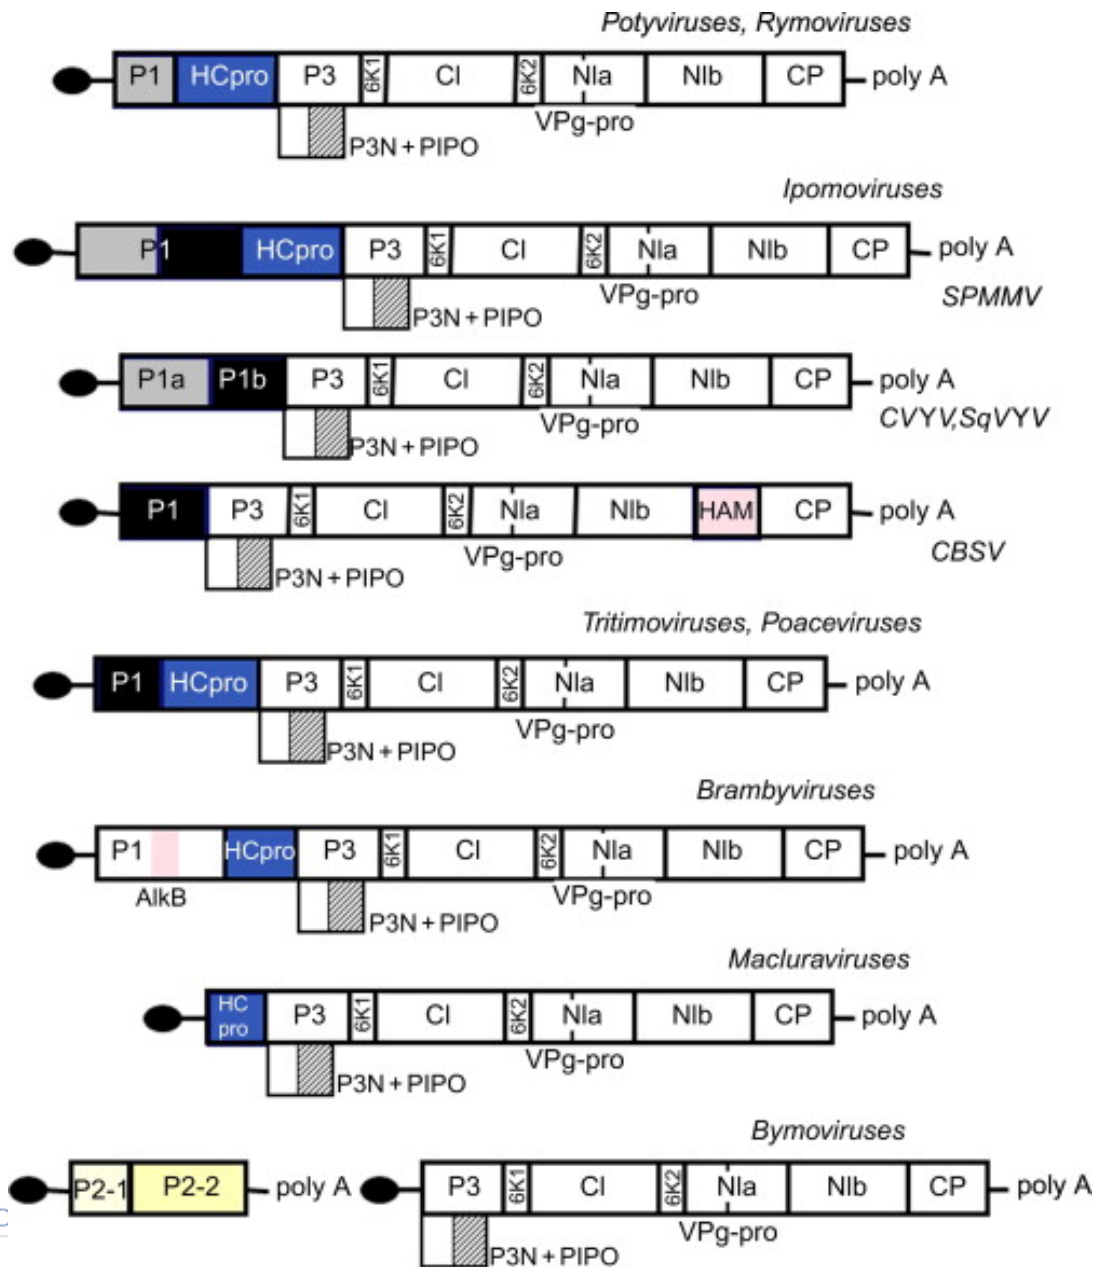 Potyviruses, Rymoviruses
P1 HCpro P3 6K1 CI 6K2 NIa NIb CP poly A
VPg-pro
P3N + PIPO
Ipomoviruses
P1 HCpro P3 6K1 CI 6K2 NIa NIb CP poly A
VPg-pro
SPMMV
P3N + PIPO
P1a P1b P3 6K1 CI 6K2 NIa NIb CP poly A
CVYV,SqVYV
VPg-pro
P3N + PIPO
P1 P3 6K1 CI 6K2 NIa NIb HAM CP poly A
CBSV
VPg-pro
P3N + PIPO
Tritimoviruses, Poaceviruses
P1 HCpro P3 6K1 CI 6K2 NIa NIb CP poly A
VPg-pro
P3N + PIPO
Brambyviruses
P1 HCpro P3 6K1 CI 6K2 NIa NIb CP poly A
AlkB
VPg-pro
P3N + PIPO
Macluraviruses
HC
pro P3 6K1 CI 6K2 NIa NIb CP poly A
VPg-pro
P3N + PIPO
Bymoviruses
P2-1 P2-2 poly A P3 6K1 CI 6K2 NIa NIb CP poly A
VPg-pro
P3N + PIPO